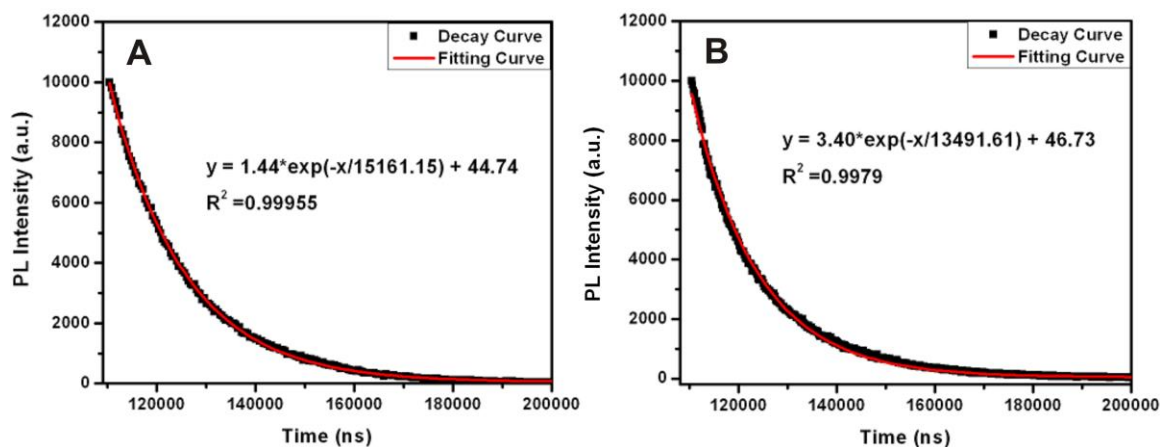 A
Decay Curve
Fitting Curve
y = 1.44*exp(-x/15161.15) + 44.74
R² =0.99955
PL Intensity (a.u.)
12000
10000
8000
6000
4000
2000
0
120000 140000 160000 180000 200000
Time (ns)
B
Decay Curve
Fitting Curve
y = 3.40*exp(-x/13491.61) + 46.73
R² =0.9979
PL Intensity (a.u.)
12000
10000
8000
6000
4000
2000
0
120000 140000 160000 180000 200000
Time (ns)